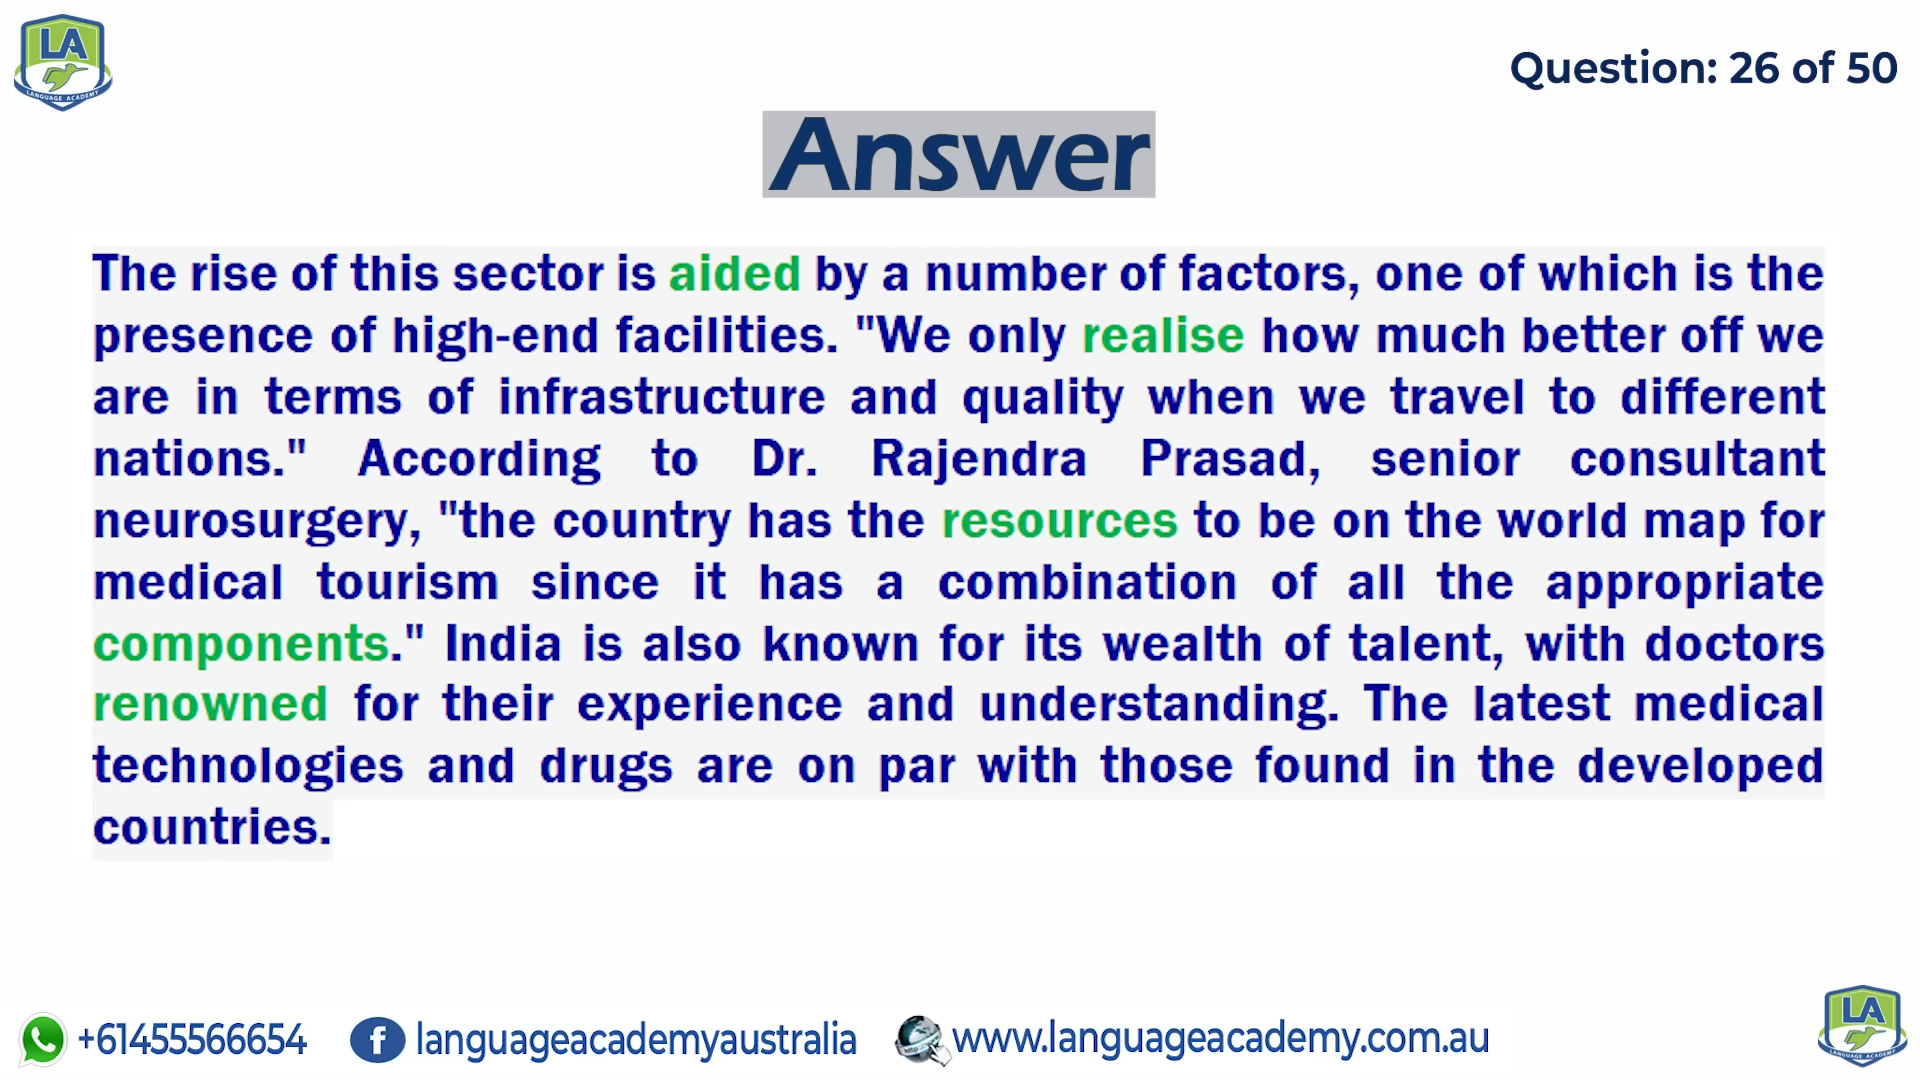 LA
LANGUAGE ACADEMY
Question: 26 of 50
Answer
The rise of this sector is aided by a number of factors, one of which is the
presence of high-end facilities. "We only realise how much better off we
are in terms of infrastructure and quality when we travel to different
nations." According to Dr. Rajendra Prasad, senior consultant
neurosurgery, "the country has the resources to be on the world map for
medical tourism since it has a combination of all the appropriate
components." India is also known for its wealth of talent, with doctors
renowned for their experience and understanding. The latest medical
technologies and drugs are on par with those found in the developed
countries.
+61455566654
languageacademyaustralia
www.languageacademy.com.au
LA
LANGUAGE ACADEMY